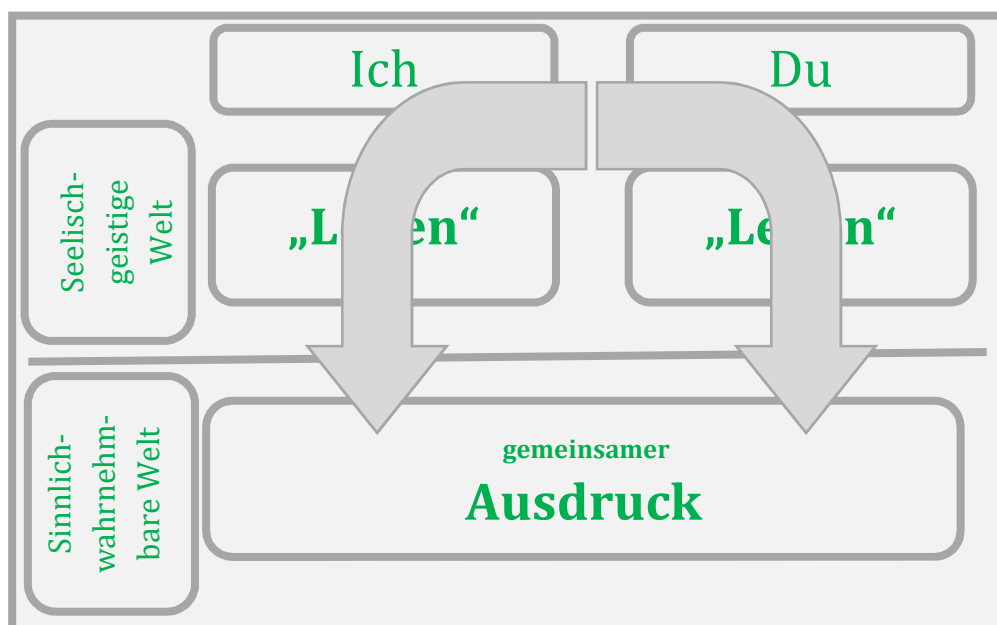 Ich
Du
Seelisch-
geistige
Welt
Sinnlich-
wahrnehm-
bare Welt
gemeinsamer
Ausdruck